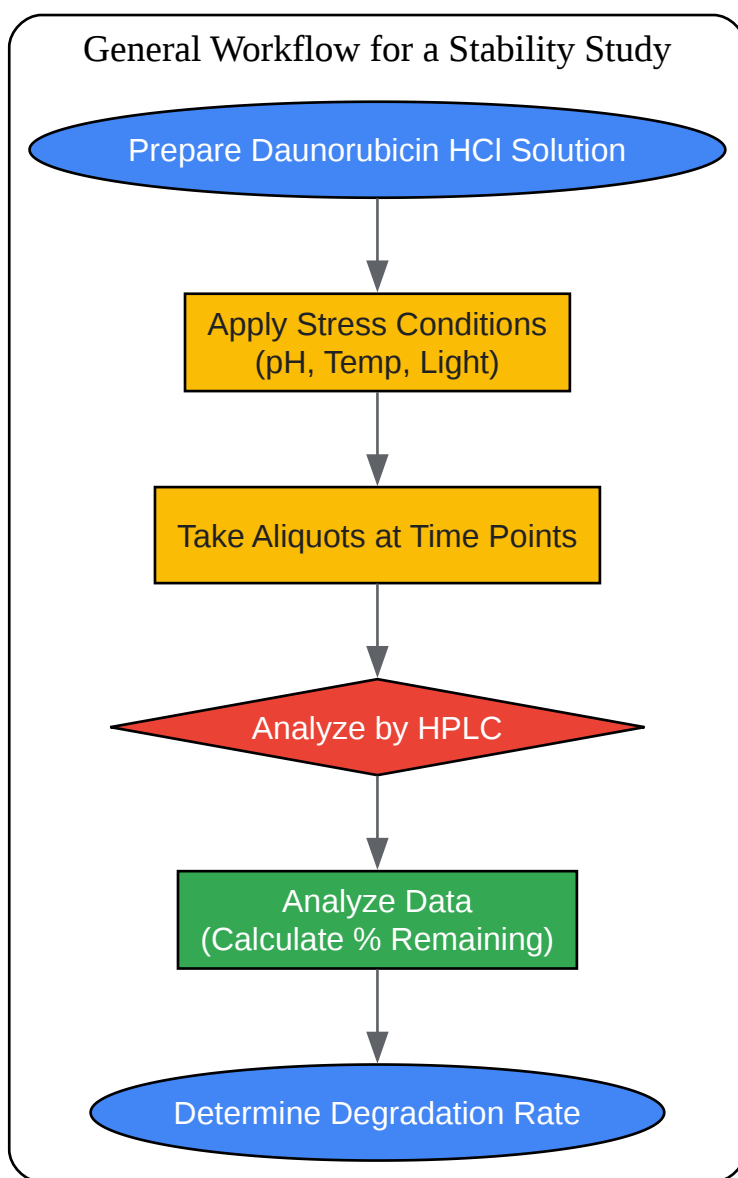 General Workflow for a Stability Study
Prepare Daunorubicin HCl Solution
Apply Stress Conditions
(pH, Temp, Light)
Take Aliquots at Time Points
Analyze by HPLC
Analyze Data
(Calculate % Remaining)
Determine Degradation Rate